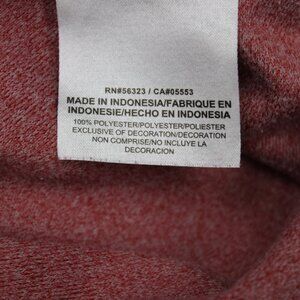 RN#56323 / CA#05553
MADE IN INDONESIA/FABRIQUE EN
INDONESIE/HECHO EN INDONESIA
100% POLYESTER/POLYESTER/POLIESTER
EXCLUSIVE OF DECORATION/DECORATION
NON COMPRISE/NO INCLUYE LA
DECORACION